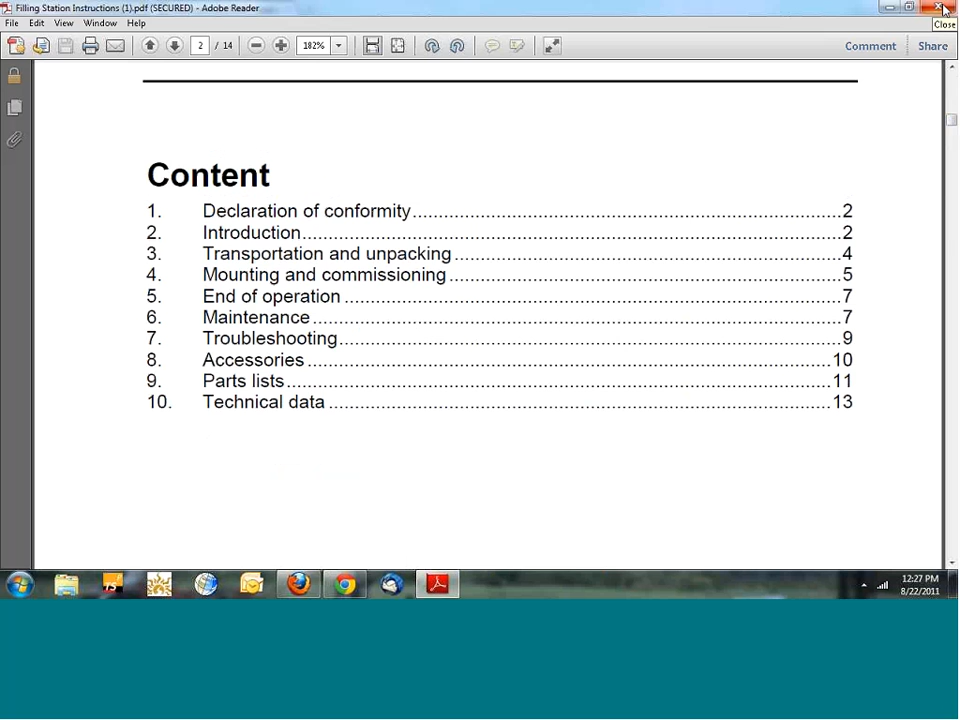 Filling Station Instructions (1).pdf (SECURED) - Adobe Reader
File Edit View Window Help
Close
2 / 14 182% Comment Share
Content
1. Declaration of conformity 2
2. Introduction 2
3. Transportation and unpacking 4
4. Mounting and commissioning 5
5. End of operation 7
6. Maintenance 7
7. Troubleshooting 9
8. Accessories 10
9. Parts lists 11
10. Technical data 13
12:27 PM
8/22/2011